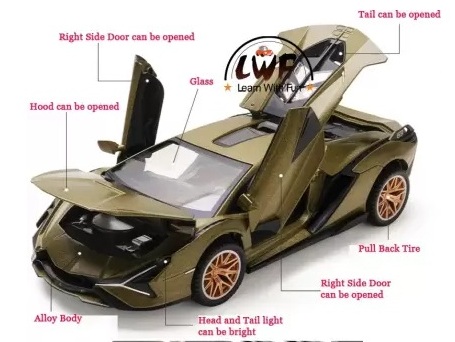 Tail can be opened
Right Side Door can be opened
LWF
Learn With Fun
Glass
Hood can be opened
Pull Back Tire
Right Side Door
can be opened
Alloy Body
Head and Tail light
can be bright